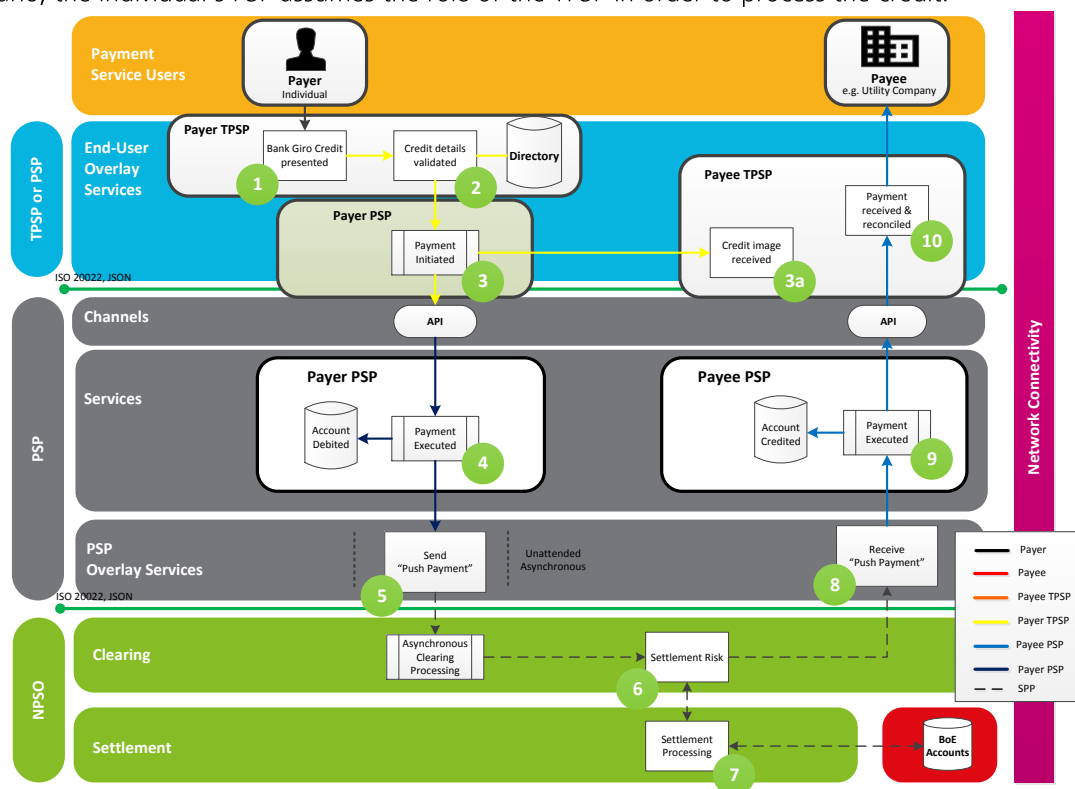 the individual's PSP assumes the role of the TPSP in order to process the credit.
Payment
Service Users
Payer
Individual
Payee
e.g. Utility Company
TPSP or PSP
End-User
Overlay
Services
Payer TPSP
Bank Giro Credit
presented
1
Credit details
validated
2
Directory
Payer PSP
Payment
Initiated
3
Payee TPSP
Credit image
received
3a
Payment
received &
reconciled
10
ISO 20022, JSON
PSP
Channels
API
API
Services
Payer PSP
Account
Debited
Payment
Executed
4
Payee PSP
Account
Credited
Payment
Executed
9
PSP
Overlay Services
Send
“Push Payment”
5
Unattended
Asynchronous
Receive
“Push Payment”
8
ISO 20022, JSON
NPSO
Clearing
Asynchronous
Clearing
Processing
Settlement Risk
6
Settlement
Settlement
Processing
7
BoE
Accounts
Network Connectivity
Payer
Payee
Payee TPSP
Payer TPSP
Payee PSP
Payer PSP
SPP